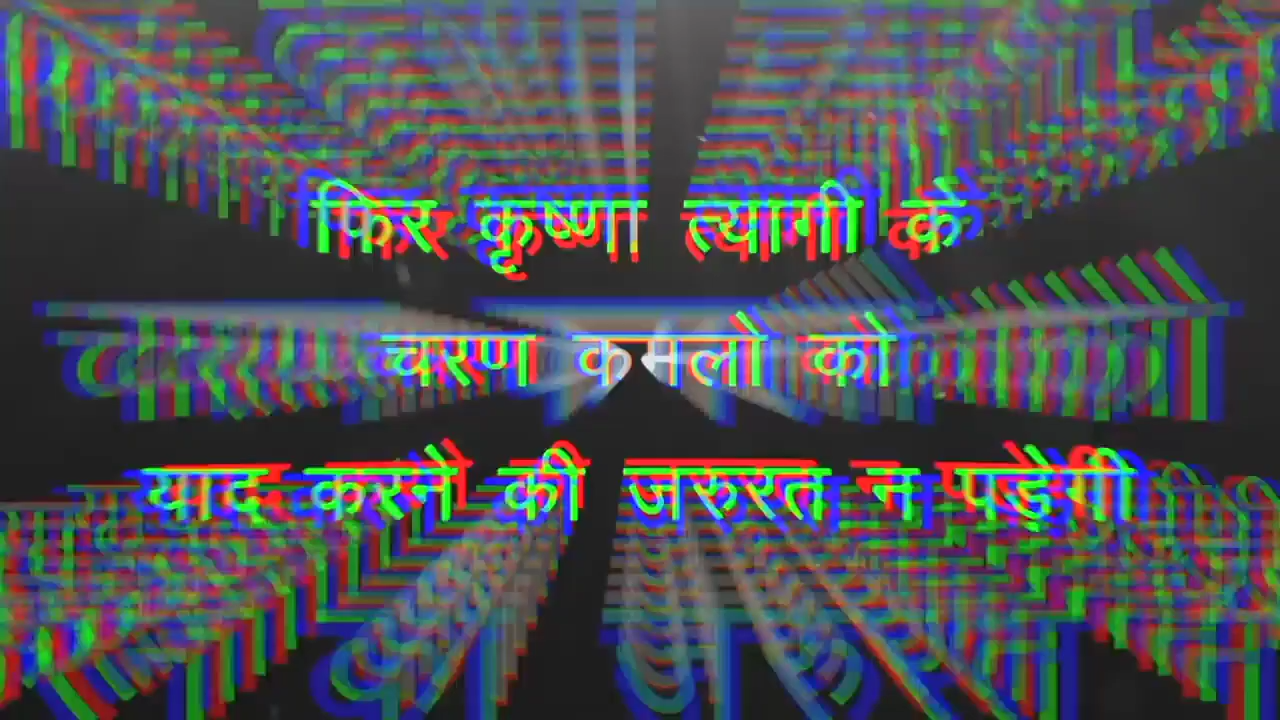 फिर कृष्णा त्यागी के
चरण कमलो को
याद करने की जरुरत न पड़ेगी